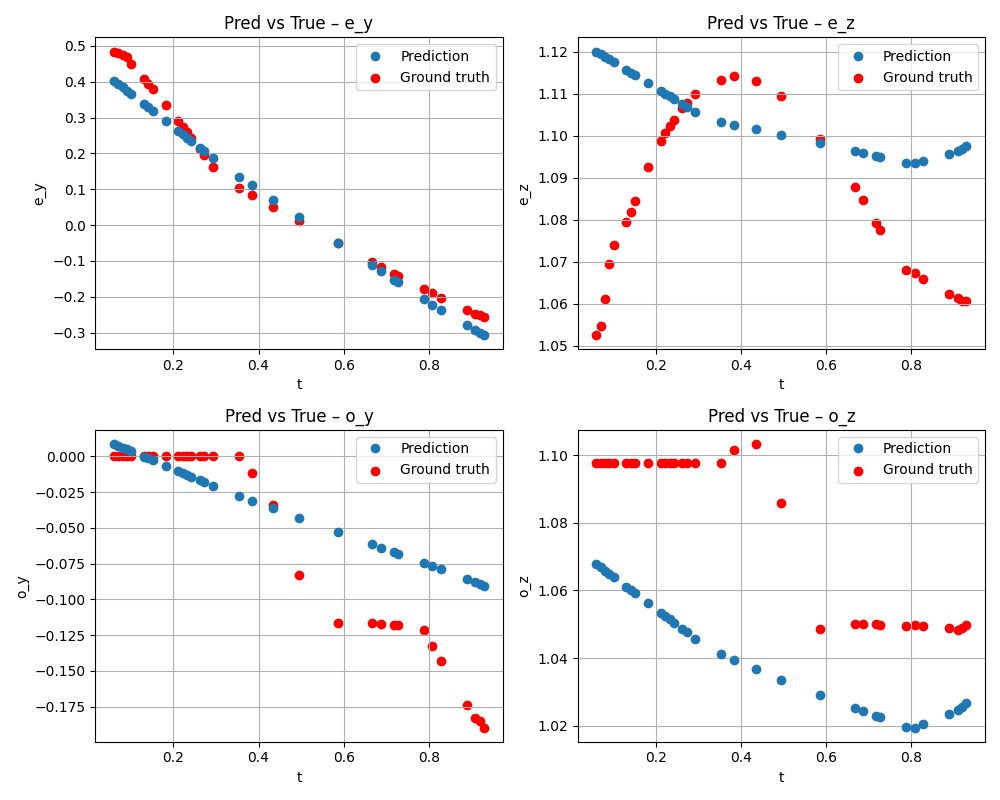 Pred vs True – e_y
Prediction
Ground truth
0.5
0.4
0.3
0.2
0.1
0.0
−0.1
−0.2
−0.3
e_y
0.2
0.4
0.6
0.8
t
Pred vs True – e_z
Prediction
Ground truth
1.12
1.11
1.10
1.09
1.08
1.07
1.06
1.05
e_z
0.2
0.4
0.6
0.8
t
Pred vs True – o_y
Prediction
Ground truth
0.000
−0.025
−0.050
−0.075
−0.100
−0.125
−0.150
−0.175
o_y
0.2
0.4
0.6
0.8
t
Pred vs True – o_z
Prediction
Ground truth
1.10
1.08
1.06
1.04
1.02
o_z
0.2
0.4
0.6
0.8
t